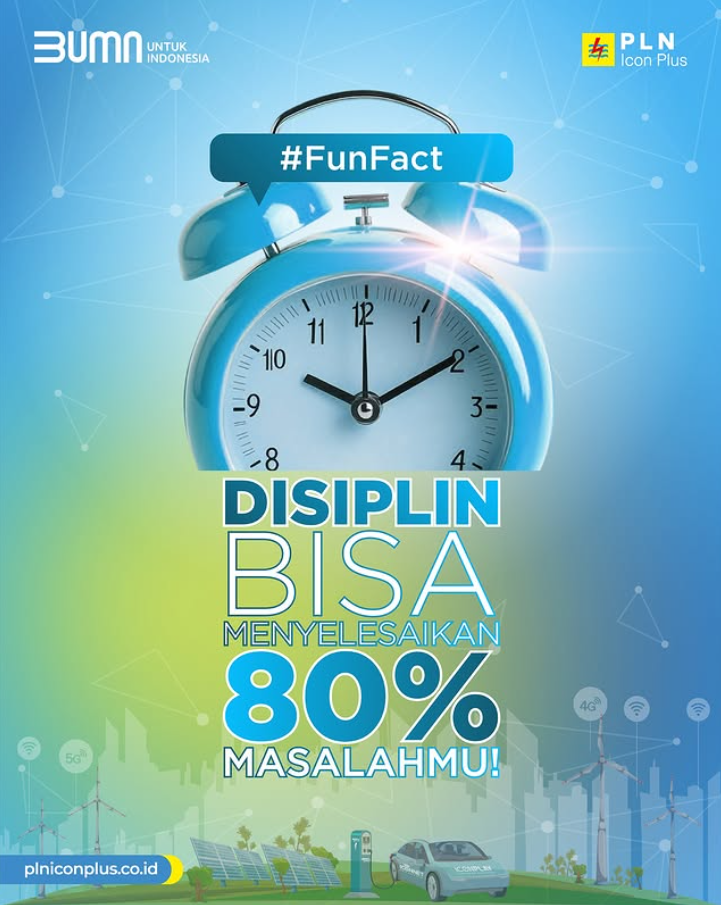 BUMN UNTUK
INDONESIA
PLN
Icon Plus
#FunFact
12
11
1
10
2
9
3
8
4
DISIPLIN
BISA
MENYELESAIKAN
80%
MASALAHMU!
4G
5G
plniconplus.co.id